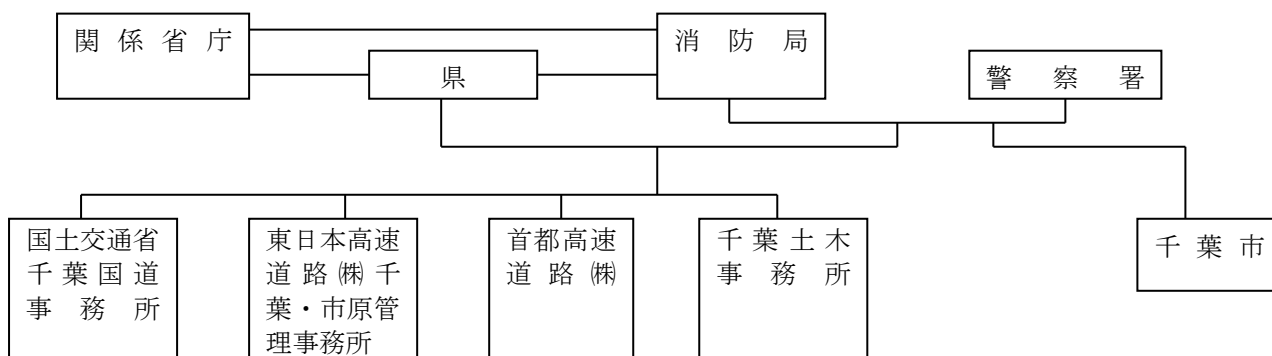 関係省庁
消防局
県
警察署
国土交通省
千葉国道
事務所
東日本高速
道路㈱千
葉・市原管
理事務所
首都高速
道路㈱
千葉土木
事務所
千葉市